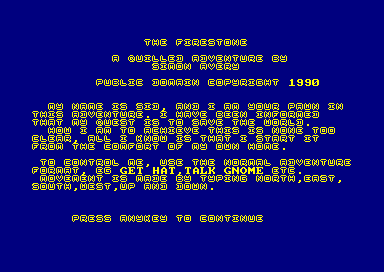 THE FIRESTONE
A QUILLED ADVENTURE BY
SIMON AVERY
PUBLIC DOMAIN COPYRIGHT 1990
MY NAME IS SID, AND I AM YOUR PAWN IN
THIS ADVENTURE, I HAVE BEEN INFORMED
THAT MY QUEST IS TO SAVE THE WORLD.
HOW I AM TO ACHIEVE THIS IS NONE TOO
CLEAR, ALL I KNOW IS THAT I START IT
FROM THE COMFORT OF MY OWN HOME.
TO CONTROL ME, USE THE NORMAL ADVENTURE
FORMAT, EG GET HAT,TALK GNOME ETC.
MOVEMENT IS MADE BY TYPING NORTH,EAST,
SOUTH,WEST,UP AND DOWN.
PRESS ANYKEY TO CONTINUE